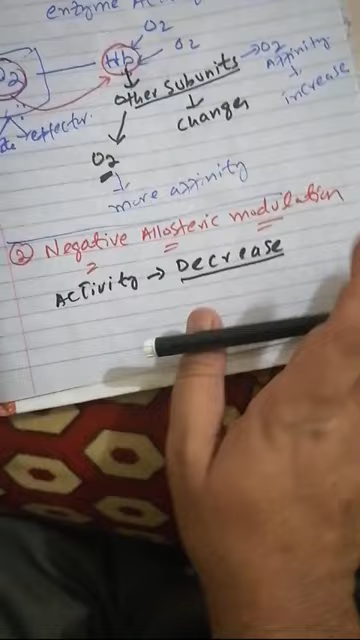 enzyme
O2
Hb
O2
O2
Other Subunits → O2
Affinity
↓
increase
↓
changes
effector.
O2
↓
more affinity
② Negative Allosteric modulation
Activity → Decrease